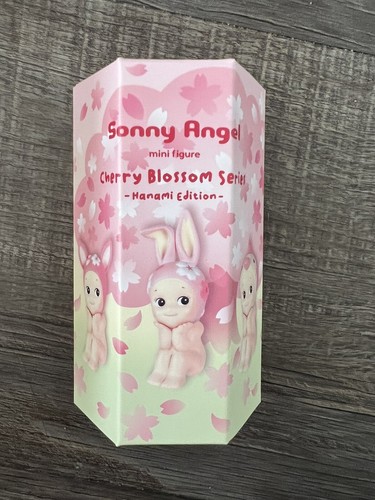 Sonny Angel
mini figure
Cherry Blossom Series
- Hanami Edition -